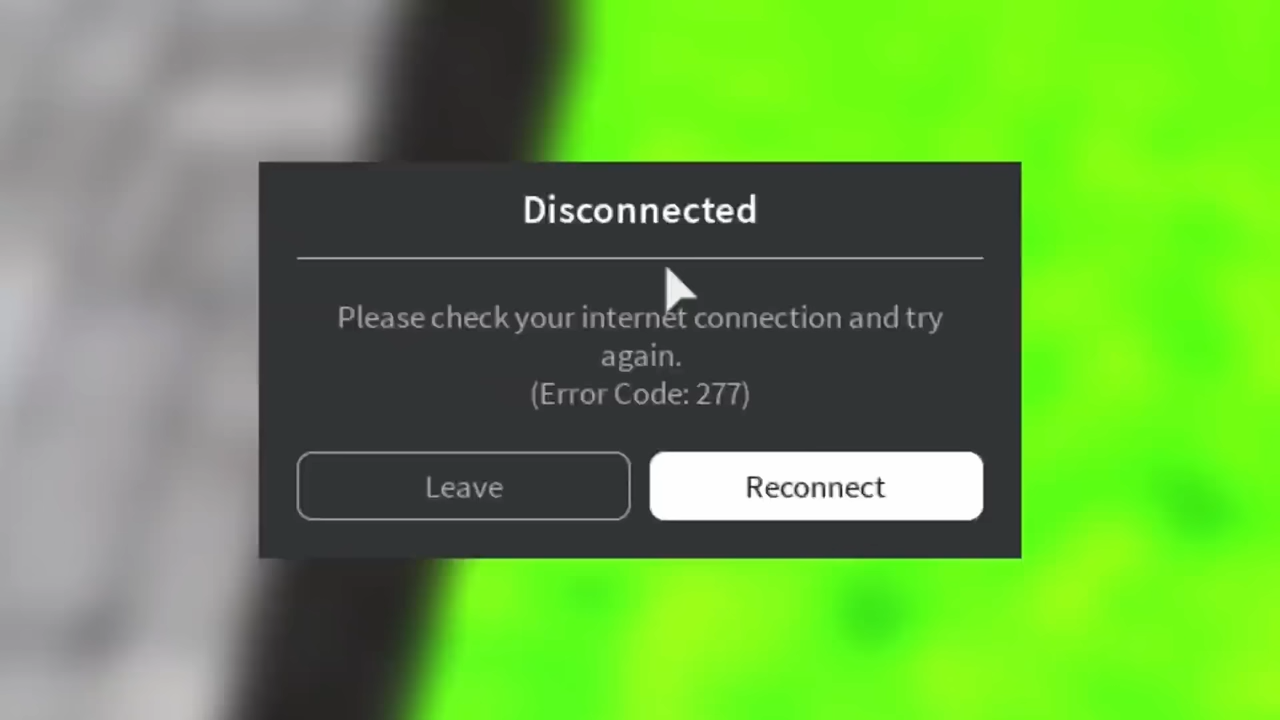 Disconnected
Please check your internet connection and try
again.
(Error Code: 277)
Leave
Reconnect